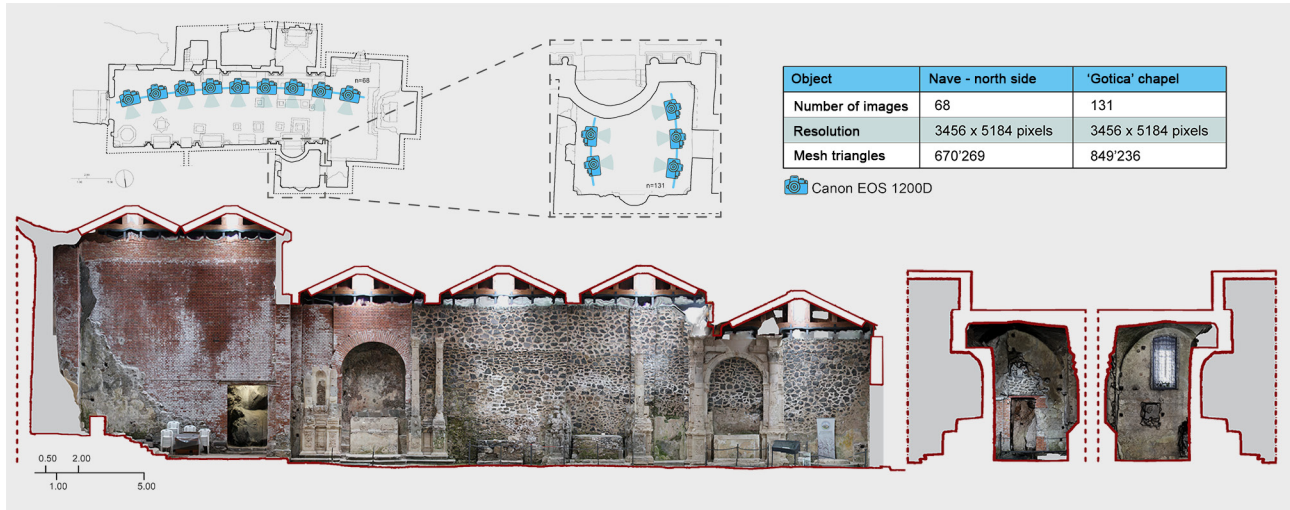 n=68
n=131
Object Nave - north side 'Gotica' chapel
Number of images 68 131
Resolution 3456 x 5184 pixels 3456 x 5184 pixels
Mesh triangles 670'269 849'236
Canon EOS 1200D
0.50 2.00
1.00 5.00